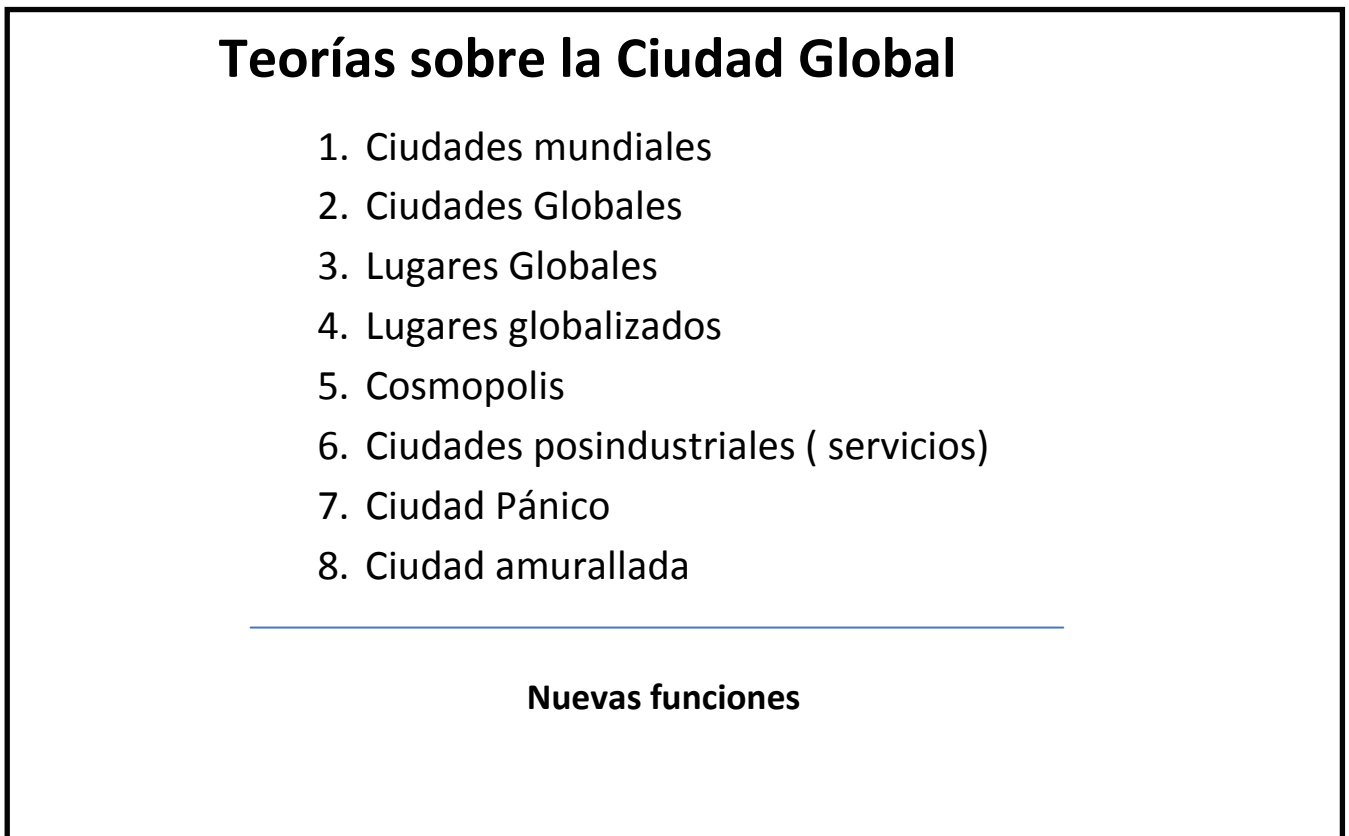 Teorías sobre la Ciudad Global
1. Ciudades mundiales
2. Ciudades Globales
3. Lugares Globales
4. Lugares globalizados
5. Cosmopolis
6. Ciudades posindustriales ( servicios)
7. Ciudad Pánico
8. Ciudad amurallada
Nuevas funciones